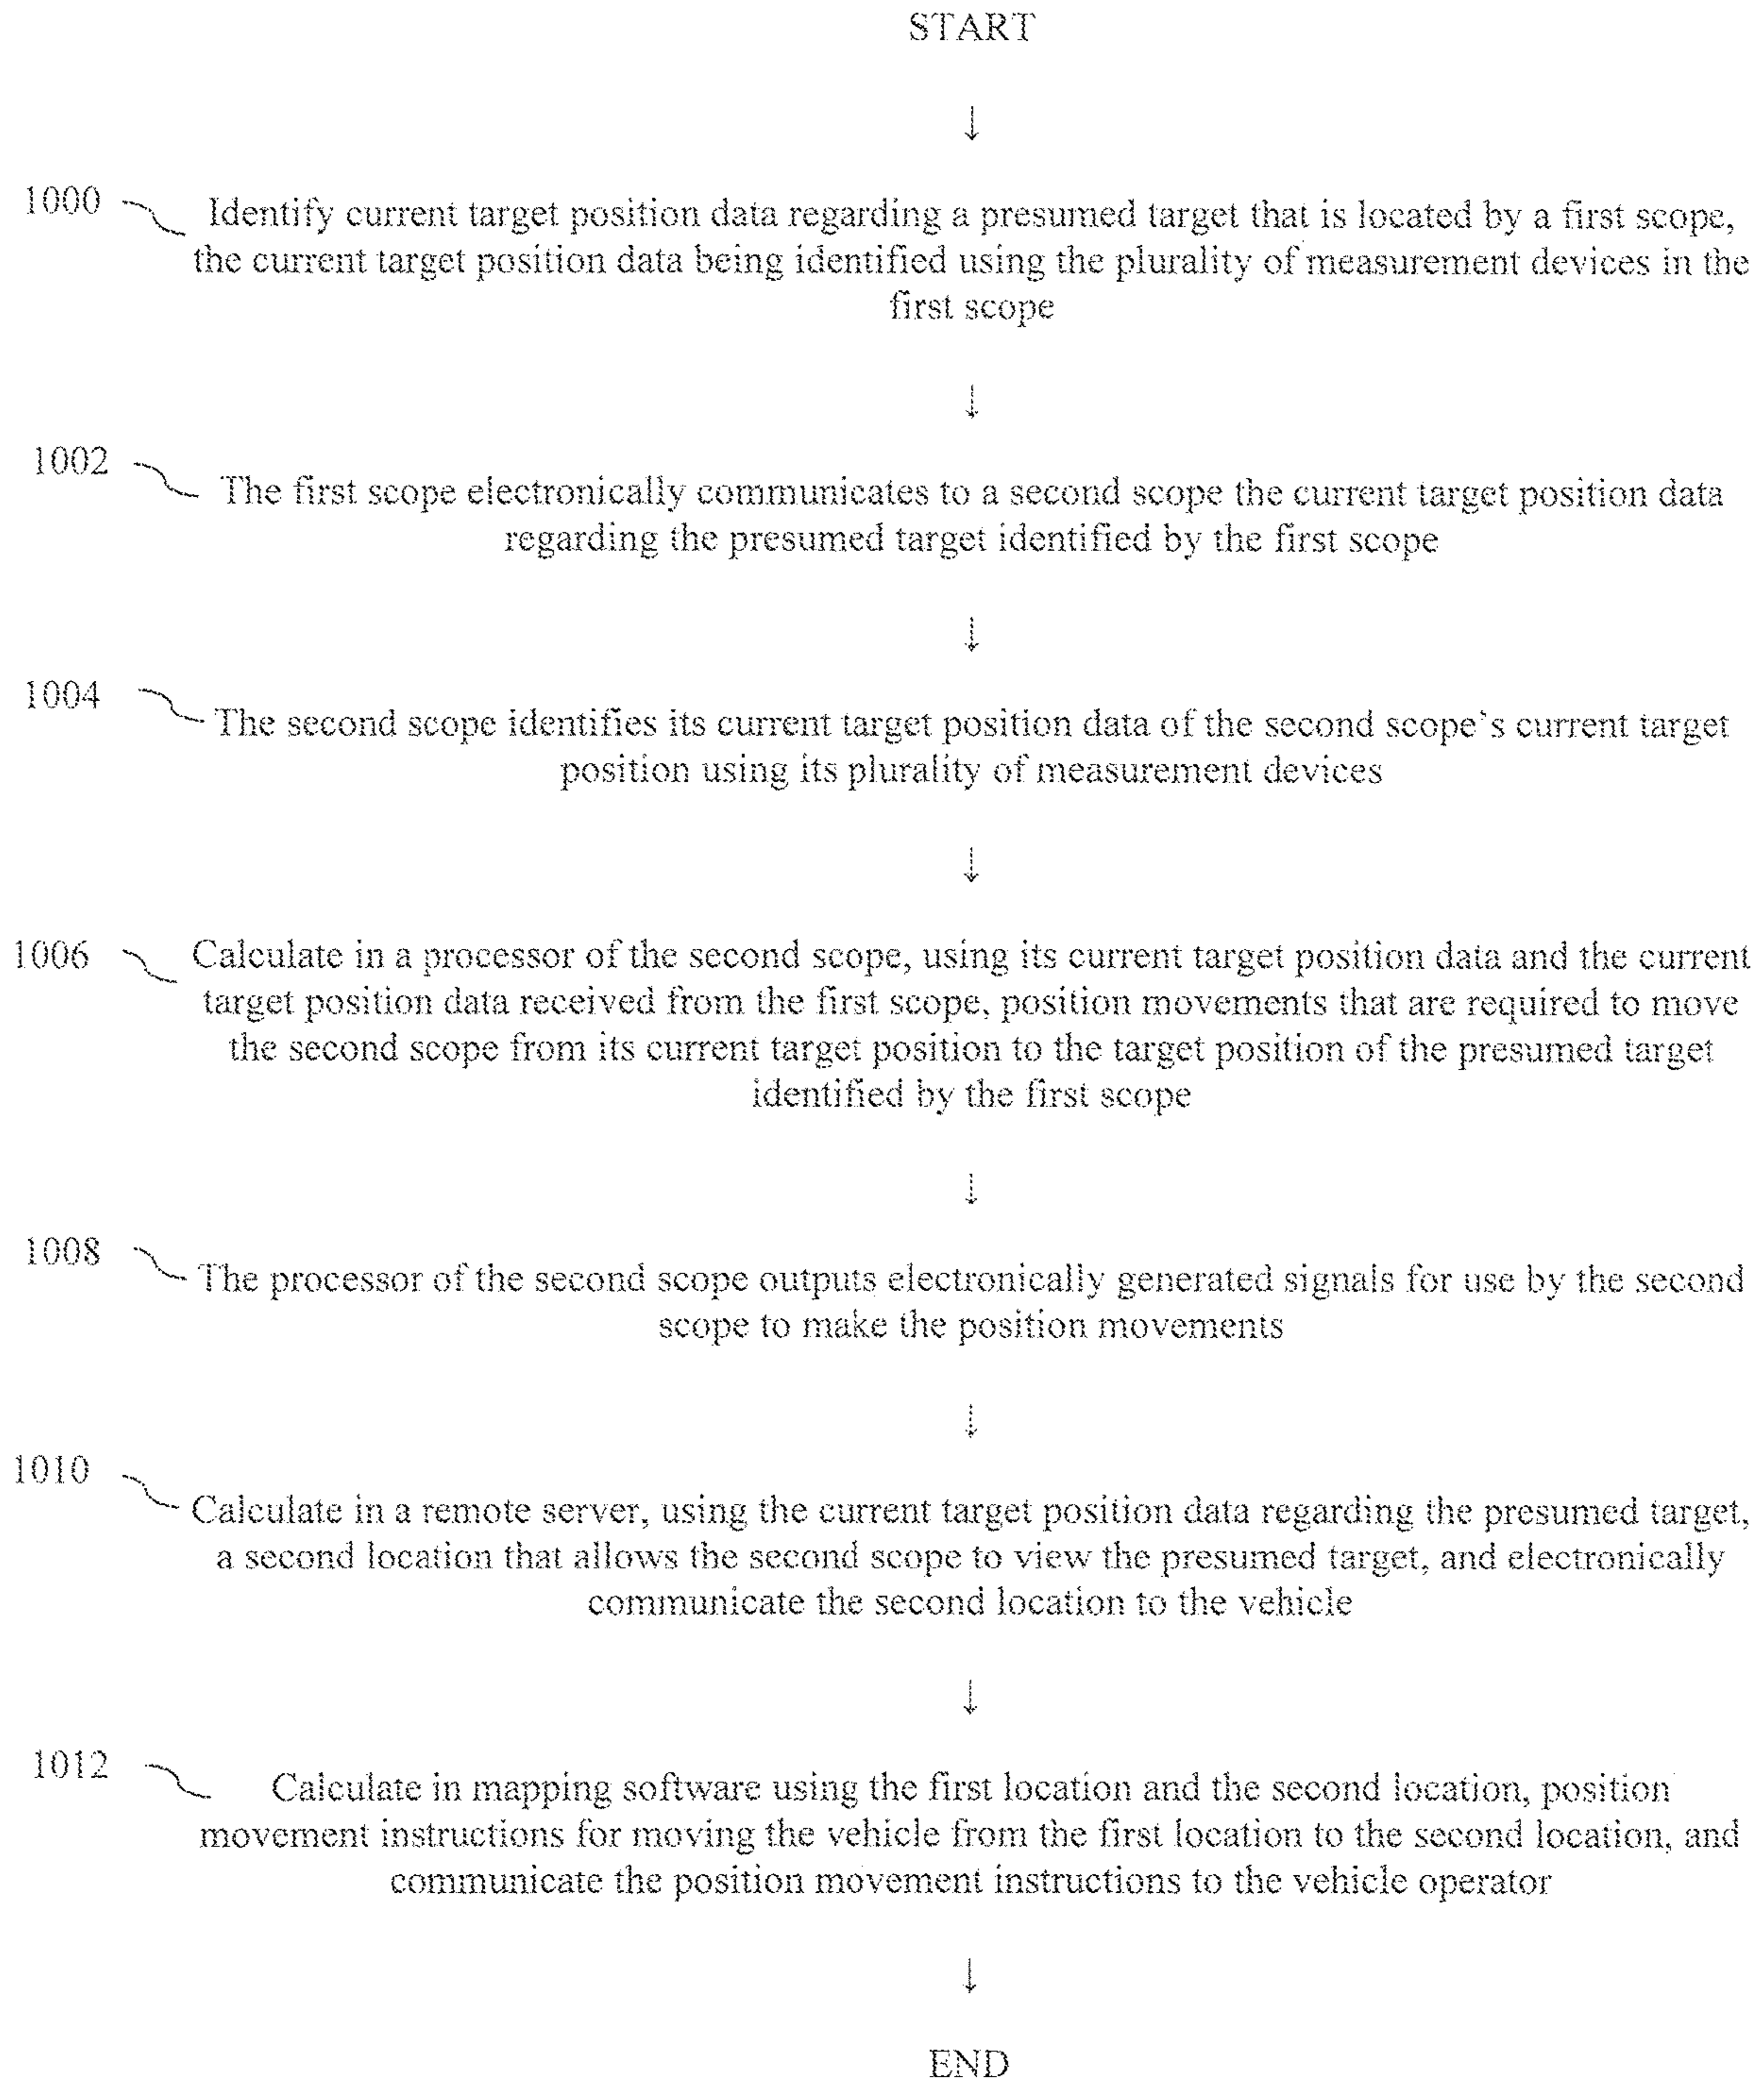 START
↓
1000
Identify current target position data regarding a presumed target that is located by a first scope,
the current target position data being identified using the plurality of measurement devices in the
first scope
↓
1002
The first scope electronically communicates to a second scope the current target position data
regarding the presumed target identified by the first scope
↓
1004
The second scope identifies its current target position data of the second scope's current target
position using its plurality of measurement devices
↓
1006
Calculate in a processor of the second scope, using its current target position data and the current
target position data received from the first scope, position movements that are required to move
the second scope from its current target position to the target position of the presumed target
identified by the first scope
↓
1008
The processor of the second scope outputs electronically generated signals for use by the second
scope to make the position movements
↓
1010
Calculate in a remote server, using the current target position data regarding the presumed target,
a second location that allows the second scope to view the presumed target, and electronically
communicate the second location to the vehicle
↓
1012
Calculate in mapping software using the first location and the second location, position
movement instructions for moving the vehicle from the first location to the second location, and
communicate the position movement instructions to the vehicle operator
↓
END